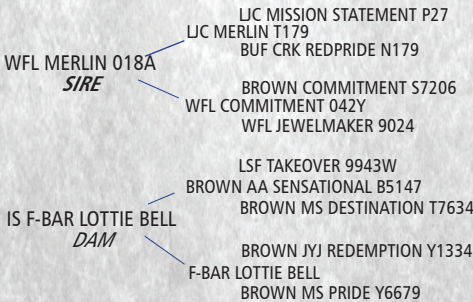 LJC MISSION STATEMENT P27
LJC MERLIN T179
BUF CRK REDPRIDE N179
WFL MERLIN 018A
SIRE
BROWN COMMITMENT S7206
WFL COMMITMENT 042Y
WFL JEWELMAKER 9024
LSF TAKEOVER 9943W
BROWN AA SENSATIONAL B5147
BROWN MS DESTINATION T7634
IS F-BAR LOTTIE BELL
DAM
BROWN JYJ REDEMPTION Y1334
F-BAR LOTTIE BELL
BROWN MS PRIDE Y6679